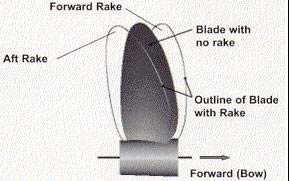 Forward Rake
Blade with
no rake
Aft Rake
Outline of Blade
with Rake
Forward (Bow)